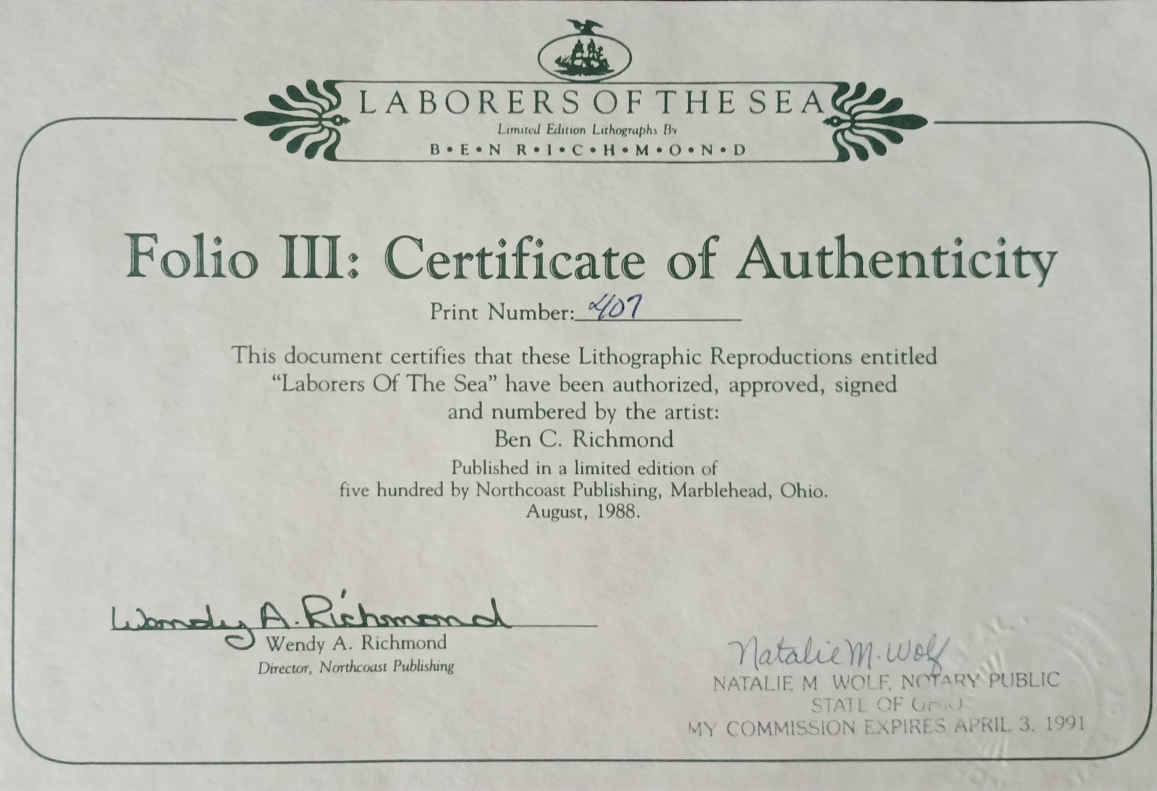 LABORERS OF THE SEA
Limited Edition Lithographs By
B•E•N R•I•C•H•M•O•N•D
Folio III: Certificate of Authenticity
Print Number: 407
This document certifies that these Lithographic Reproductions entitled
“Laborers Of The Sea” have been authorized, approved, signed
and numbered by the artist:
Ben C. Richmond
Published in a limited edition of
five hundred by Northcoast Publishing, Marblehead, Ohio.
August, 1988.
Wendy A. Richmond
Wendy A. Richmond
Director, Northcoast Publishing
Natalie M. Wolf
NATALIE M WOLF, NOTARY PUBLIC
STATE OF OHIO
MY COMMISSION EXPIRES APRIL 3, 1991